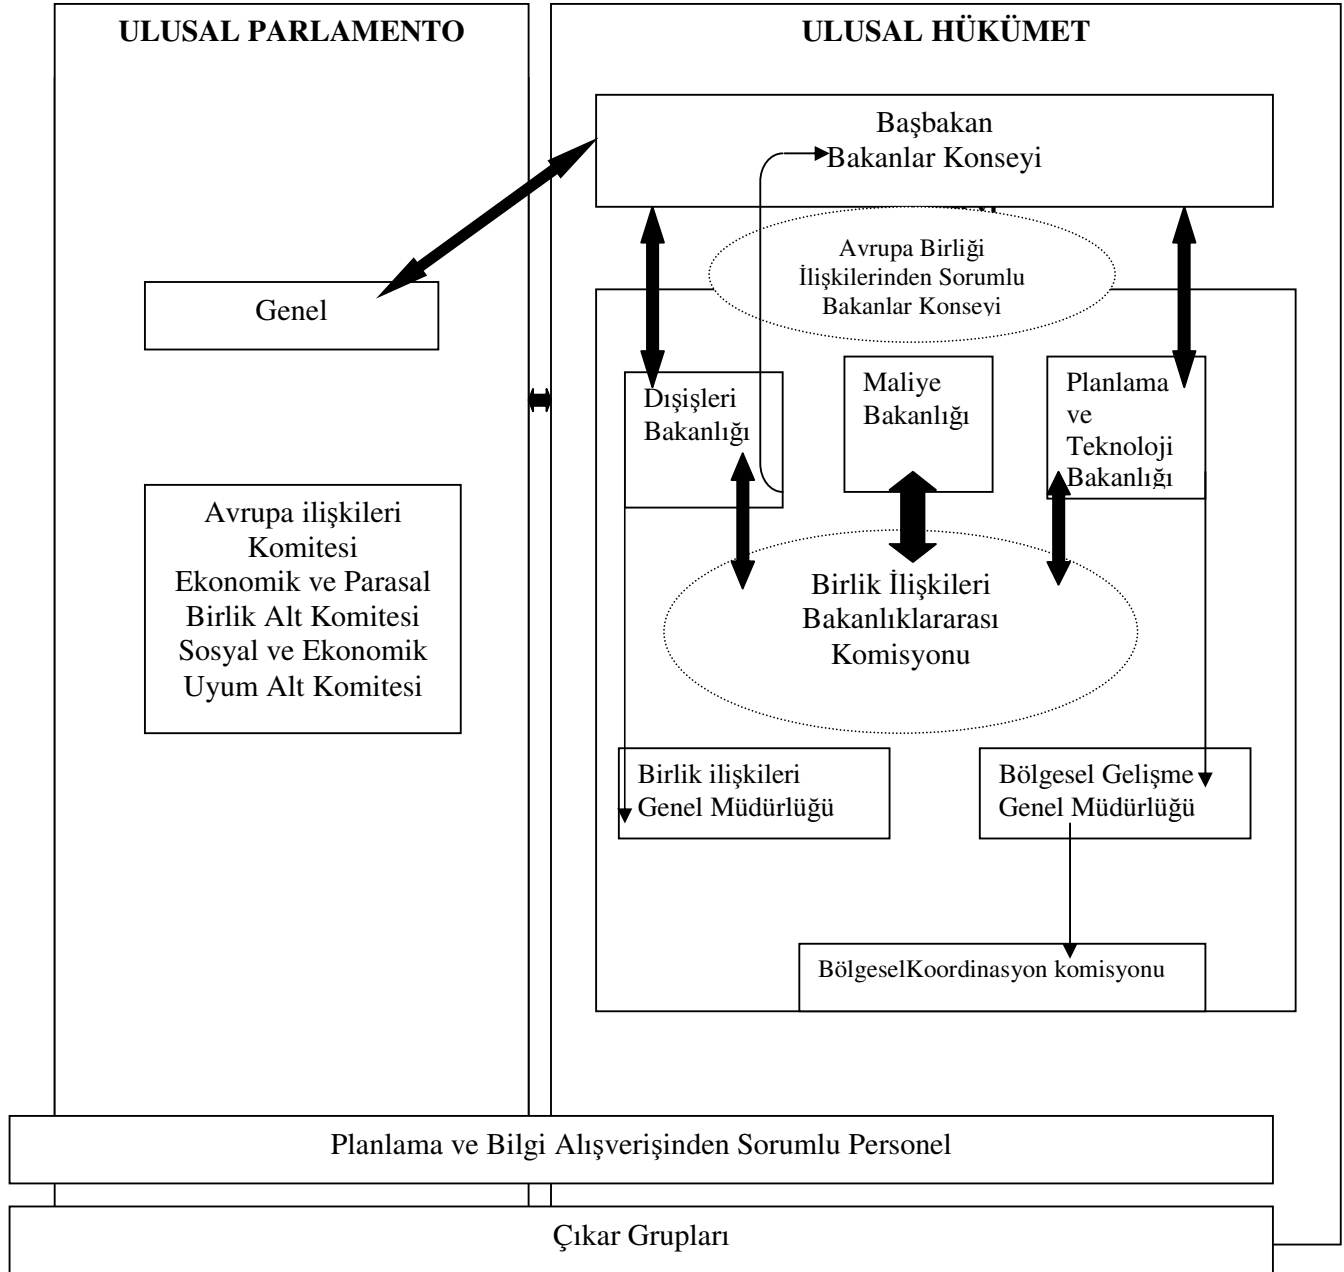 ULUSAL PARLAMENTO
ULUSAL HÜKÜMET
Başbakan
Bakanlar Konseyi
Avrupa Birliği
İlişkilerinden Sorumlu
Bakanlar Konseyi
Genel
Dışişleri
Bakanlığı
Maliye
Bakanlığı
Planlama
ve
Teknoloji
Bakanlığı
Avrupa ilişkileri
Komitesi
Ekonomik ve Parasal
Birlik Alt Komitesi
Sosyal ve Ekonomik
Uyum Alt Komitesi
Birlik İlişkileri
Bakanlıklararası
Komisyonu
Birlik ilişkileri
Genel Müdürlüğü
Bölgesel Gelişme
Genel Müdürlüğü
BölgeselKoordinasyon komisyonu
Planlama ve Bilgi Alışverişinden Sorumlu Personel
Çıkar Grupları